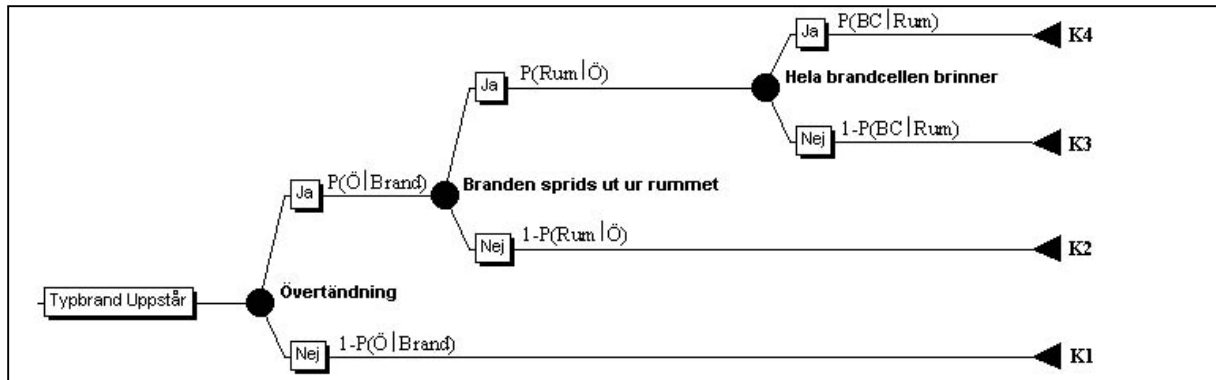 Ja P(BC|Rum) K4
Hela brandcellen brinner
Ja P(Rum|Ö)
Nej 1-P(BC|Rum) K3
Ja P(Ö|Brand)
Branden sprids ut ur rummet
Nej 1-P(Rum|Ö) K2
Typbrand Uppstår
Övertändning
Nej 1-P(Ö|Brand) K1